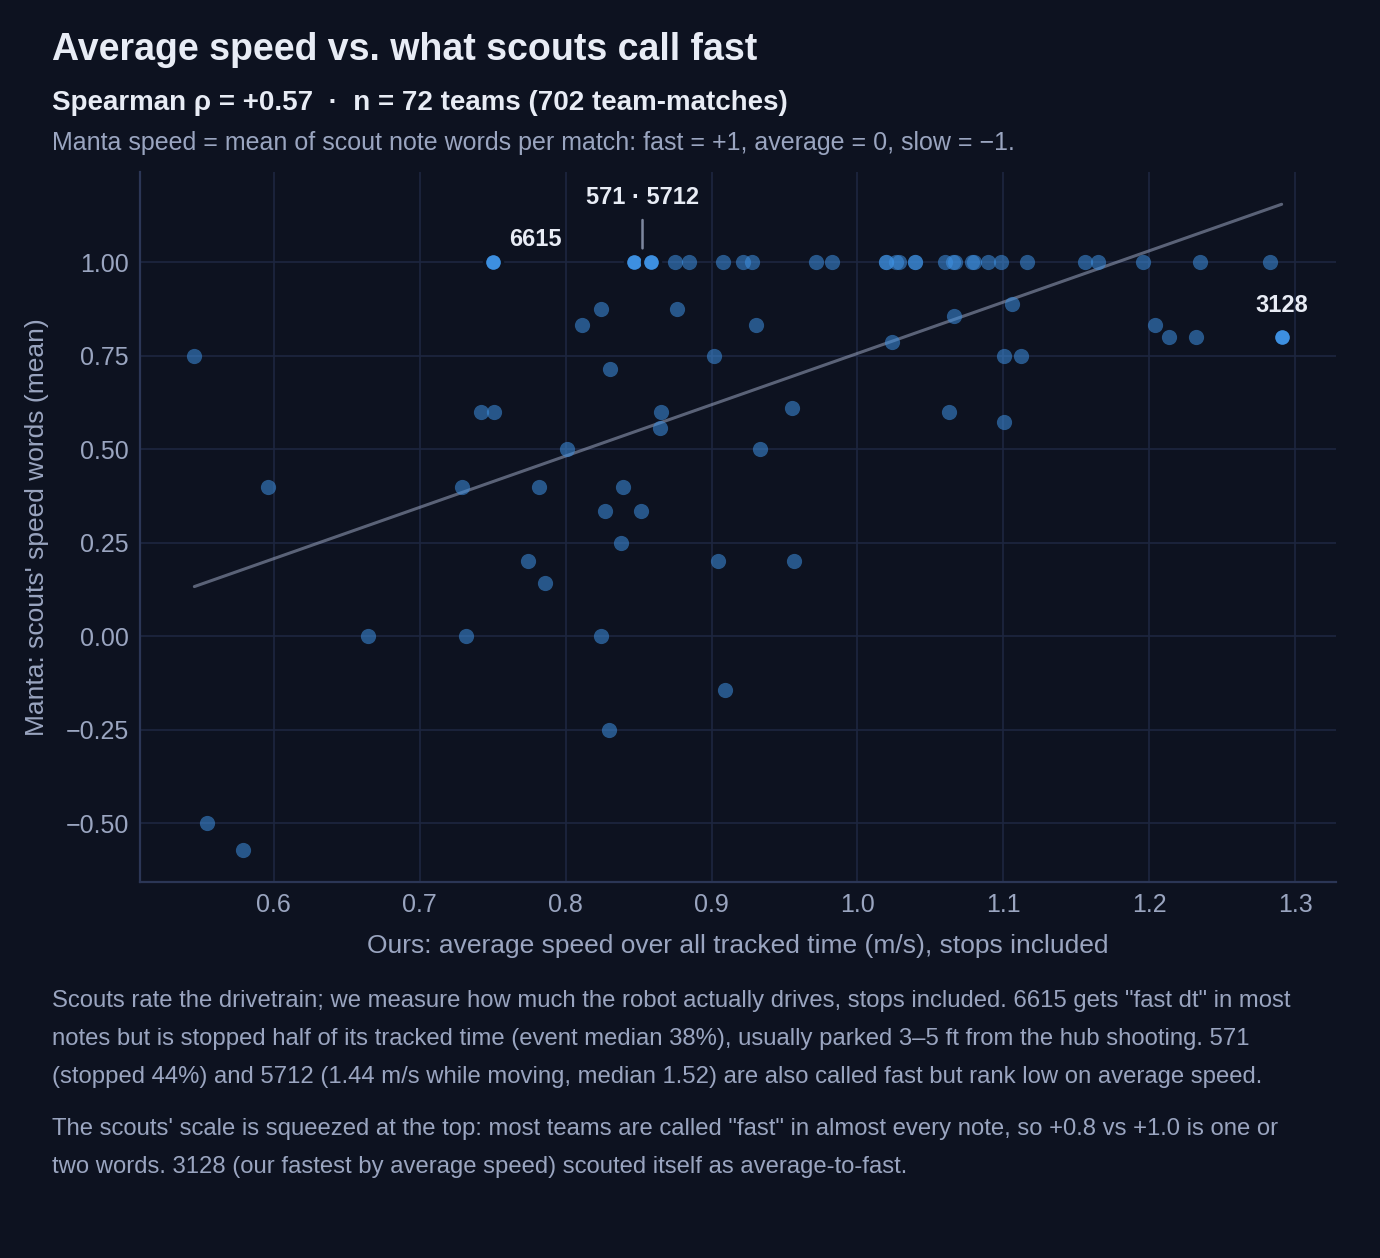 Average speed vs. what scouts call fast
Spearman ρ = +0.57 · n = 72 teams (702 team-matches)
Manta speed = mean of scout note words per match: fast = +1, average = 0, slow = −1.
571 · 5712
6615
3128
Manta: scouts' speed words (mean)
1.00
0.75
0.50
0.25
0.00
−0.25
−0.50
0.6 0.7 0.8 0.9 1.0 1.1 1.2 1.3
Ours: average speed over all tracked time (m/s), stops included
Scouts rate the drivetrain; we measure how much the robot actually drives, stops included. 6615 gets "fast dt" in most
notes but is stopped half of its tracked time (event median 38%), usually parked 3–5 ft from the hub shooting. 571
(stopped 44%) and 5712 (1.44 m/s while moving, median 1.52) are also called fast but rank low on average speed.
The scouts' scale is squeezed at the top: most teams are called "fast" in almost every note, so +0.8 vs +1.0 is one or
two words. 3128 (our fastest by average speed) scouted itself as average-to-fast.